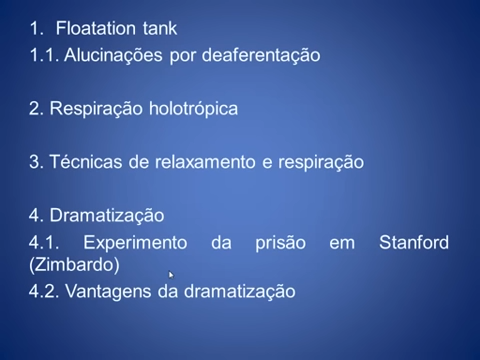 1. Floatation tank
1.1. Alucinações por deaferentação
2. Respiração holotrópica
3. Técnicas de relaxamento e respiração
4. Dramatização
4.1. Experimento da prisão em Stanford
(Zimbardo)
4.2. Vantagens da dramatização